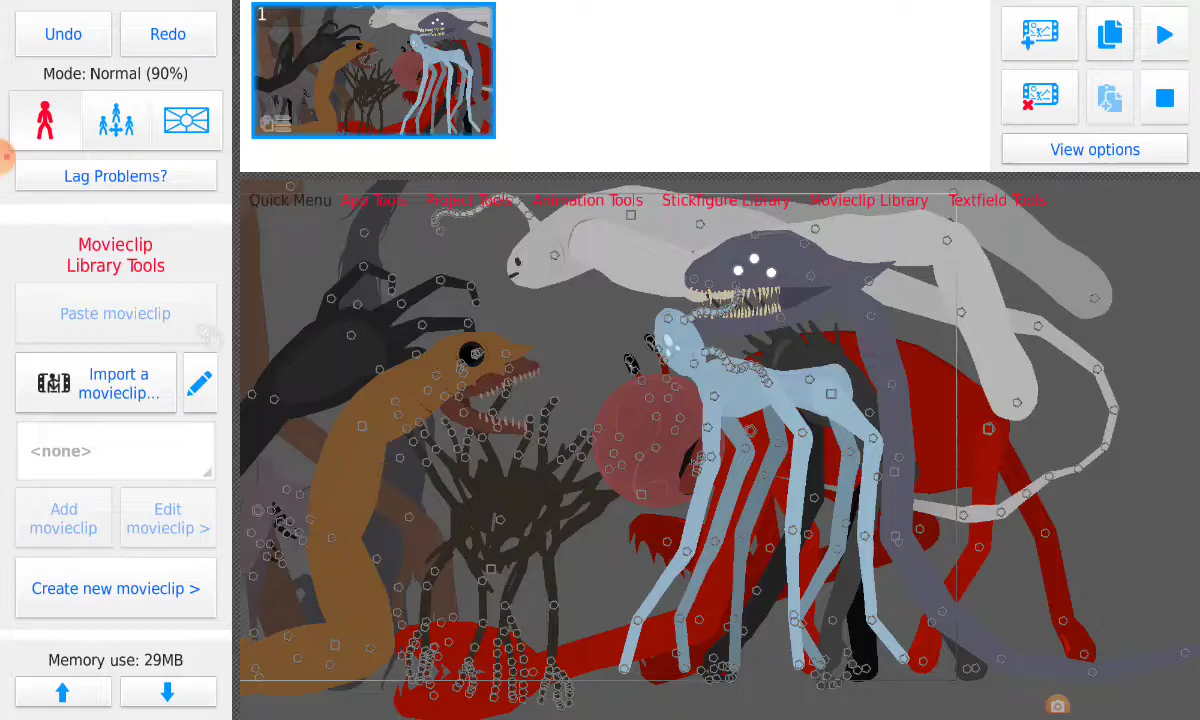 Undo
Redo
Mode: Normal (90%)
Lag Problems?
Movieclip
Library Tools
Paste movieclip
Import a
movieclip...
<none>
Add
movieclip
Edit
movieclip >
Create new movieclip >
Memory use: 29MB
1
View options
Quick Menu
App Tools
Project Tools
Animation Tools
Stickfigure Library
Movieclip Library
Textfield Tools